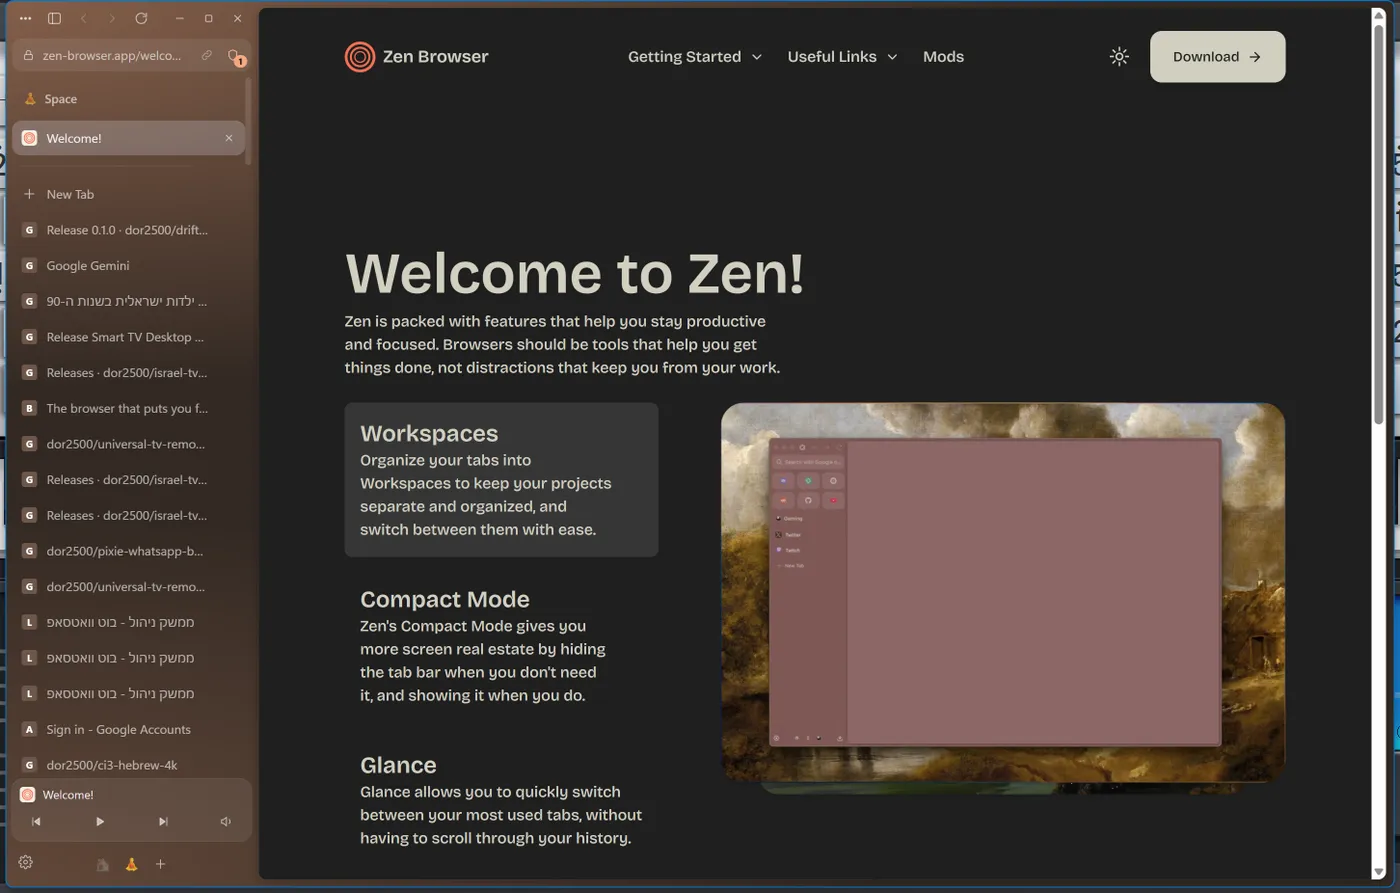 zen-browser.app/welco...
1
Space
Welcome!
New Tab
G Release 0.1.0 · dor2500/drift...
G Google Gemini
G ילדות ישראלית בשנות ה-90 ...
G Release Smart TV Desktop ...
G Releases · dor2500/israel-tv...
B The browser that puts you f...
G dor2500/universal-tv-remo...
G Releases · dor2500/israel-tv...
G Releases · dor2500/israel-tv...
G dor2500/pixie-whatsapp-b...
G dor2500/universal-tv-remo...
L ממשק ניהול - בוט וואטסאפ
L ממשק ניהול - בוט וואטסאפ
L ממשק ניהול - בוט וואטסאפ
A Sign in - Google Accounts
G dor2500/ci3-hebrew-4k
Welcome!
Zen Browser
Getting Started
Useful Links
Mods
Download
Welcome to Zen!
Zen is packed with features that help you stay productive
and focused. Browsers should be tools that help you get
things done, not distractions that keep you from your work.
Workspaces
Organize your tabs into
Workspaces to keep your projects
separate and organized, and
switch between them with ease.
Compact Mode
Zen's Compact Mode gives you
more screen real estate by hiding
the tab bar when you don't need
it, and showing it when you do.
Glance
Glance allows you to quickly switch
between your most used tabs, without
having to scroll through your history.
Gaming
Twitter
Twitch
New Tab